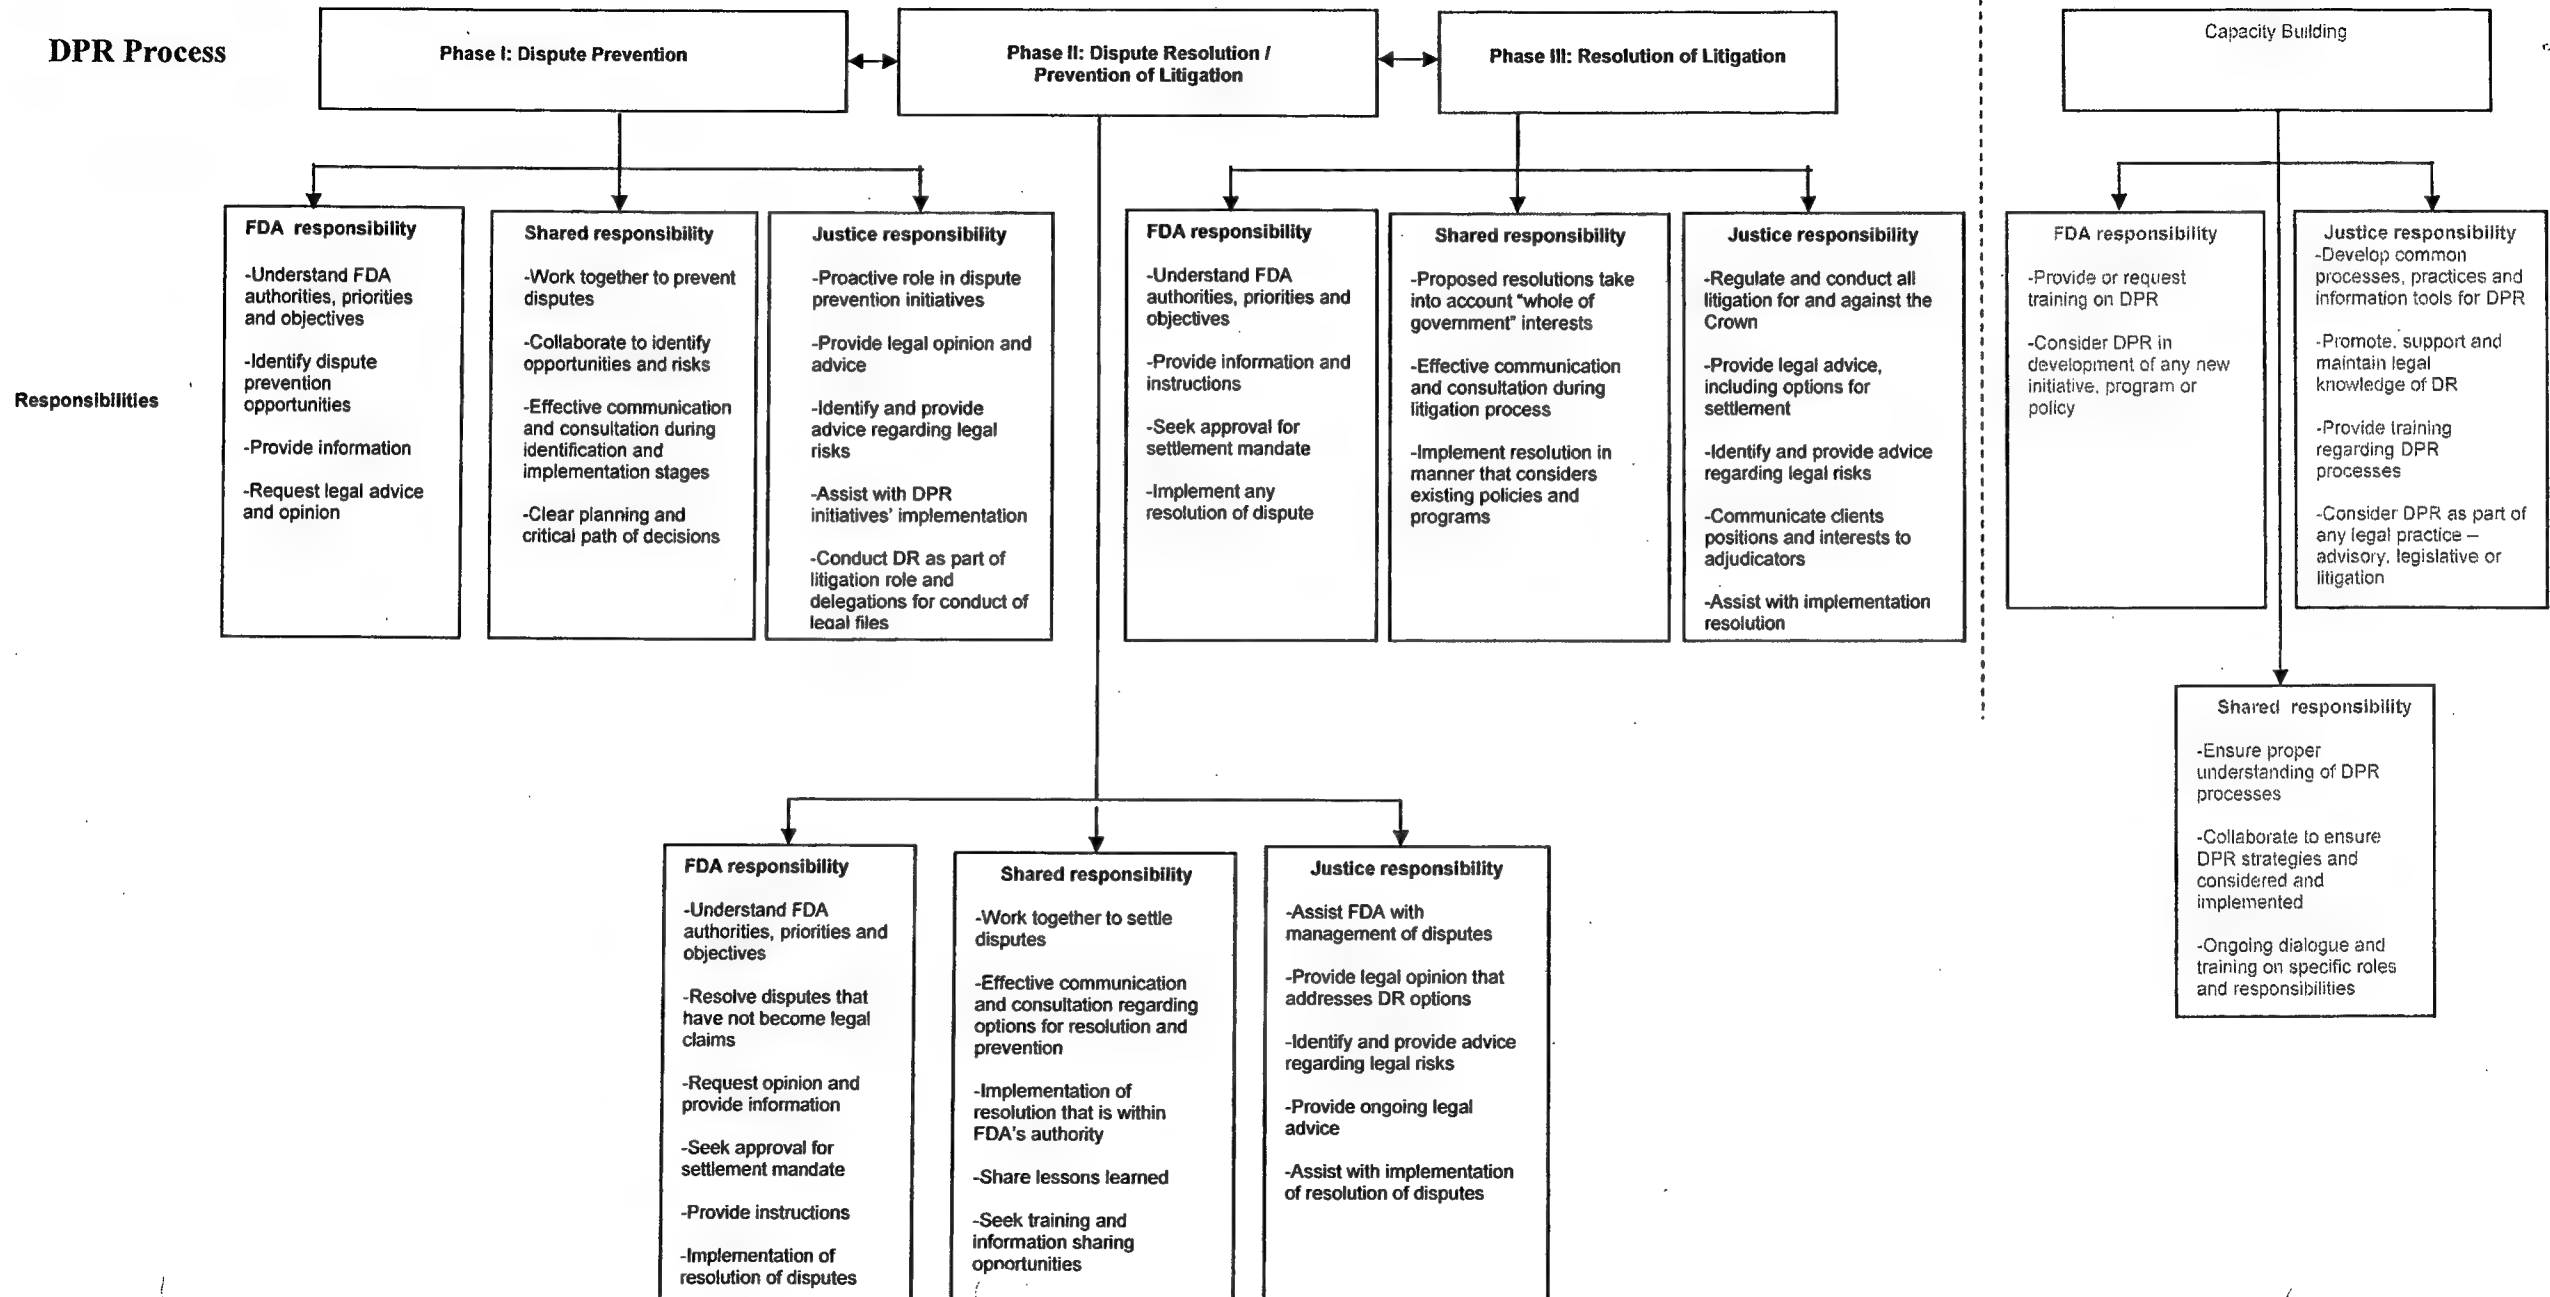 DPR Process
Phase I: Dispute Prevention
Phase II: Dispute Resolution /
Prevention of Litigation
Phase III: Resolution of Litigation
Capacity Building
Responsibilities
FDA responsibility
-Understand FDA
authorities, priorities
and objectives
-Identify dispute
prevention
opportunities
-Provide information
-Request legal advice
and opinion
Shared responsibility
-Work together to prevent
disputes
-Collaborate to identify
opportunities and risks
-Effective communication
and consultation during
identification and
implementation stages
-Clear planning and
critical path of decisions
Justice responsibility
-Proactive role in dispute
prevention initiatives
-Provide legal opinion and
advice
-Identify and provide
advice regarding legal
risks
-Assist with DPR
initiatives' implementation
-Conduct DR as part of
litigation role and
delegations for conduct of
legal files
FDA responsibility
-Understand FDA
authorities, priorities and
objectives
-Provide information and
instructions
-Seek approval for
settlement mandate
-Implement any
resolution of dispute
Shared responsibility
-Proposed resolutions take
into account "whole of
government" interests
-Effective communication
and consultation during
litigation process
-Implement resolution in
manner that considers
existing policies and
programs
Justice responsibility
-Regulate and conduct all
litigation for and against the
Crown
-Provide legal advice,
including options for
settlement
-Identify and provide advice
regarding legal risks
-Communicate clients
positions and interests to
adjudicators
-Assist with implementation
resolution
FDA responsibility
-Provide or request
training on DPR
-Consider DPR in
development of any new
initiative, program or
policy
Justice responsibility
-Develop common
processes, practices and
information tools for DPR
-Promote, support and
maintain legal
knowledge of DR
-Provide training
regarding DPR
processes
-Consider DPR as part of
any legal practice –
advisory, legislative or
litigation
Shared responsibility
-Ensure proper
understanding of DPR
processes
-Collaborate to ensure
DPR strategies and
considered and
implemented
-Ongoing dialogue and
training on specific roles
and responsibilities
FDA responsibility
-Understand FDA
authorities, priorities and
objectives
-Resolve disputes that
have not become legal
claims
-Request opinion and
provide information
-Seek approval for
settlement mandate
-Provide instructions
-Implementation of
resolution of disputes
Shared responsibility
-Work together to settle
disputes
-Effective communication
and consultation regarding
options for resolution and
prevention
-Implementation of
resolution that is within
FDA's authority
-Share lessons learned
-Seek training and
information sharing
opportunities
Justice responsibility
-Assist FDA with
management of disputes
-Provide legal opinion that
addresses DR options
-Identify and provide advice
regarding legal risks
-Provide ongoing legal
advice
-Assist with implementation
of resolution of disputes